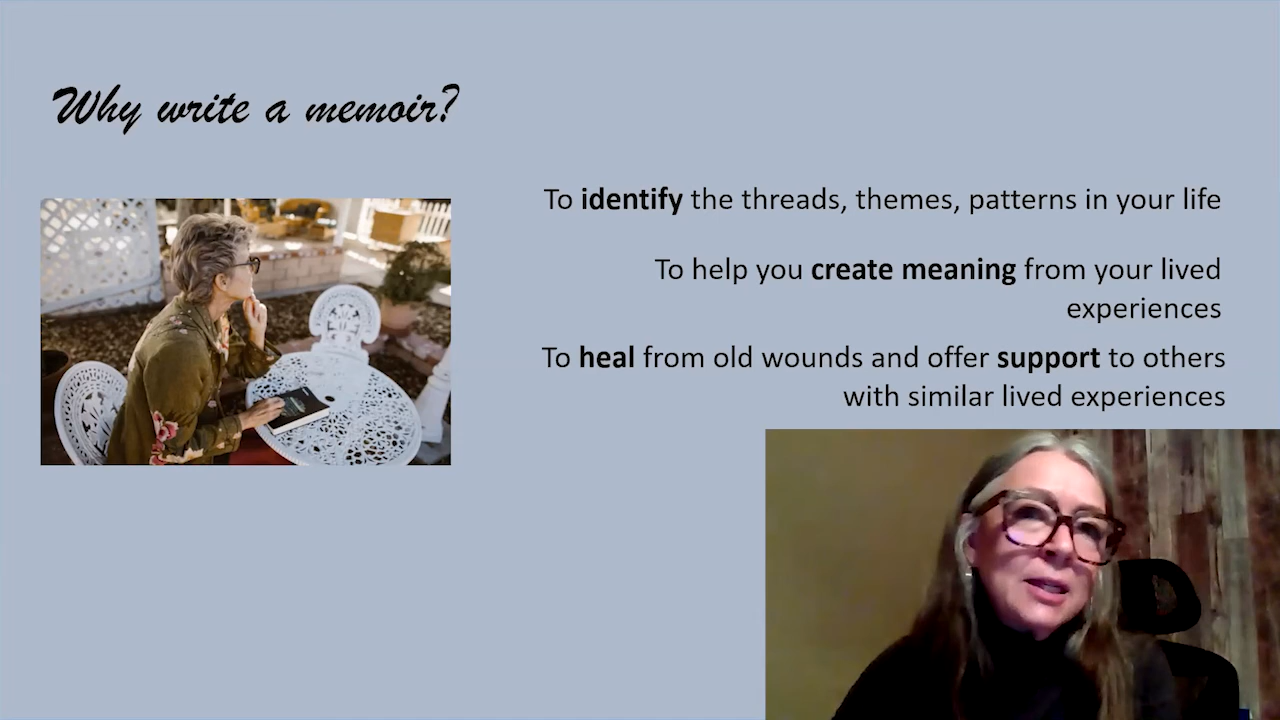 Why write a memoir?
To identify the threads, themes, patterns in your life
To help you create meaning from your lived
experiences
To heal from old wounds and offer support to others
with similar lived experiences